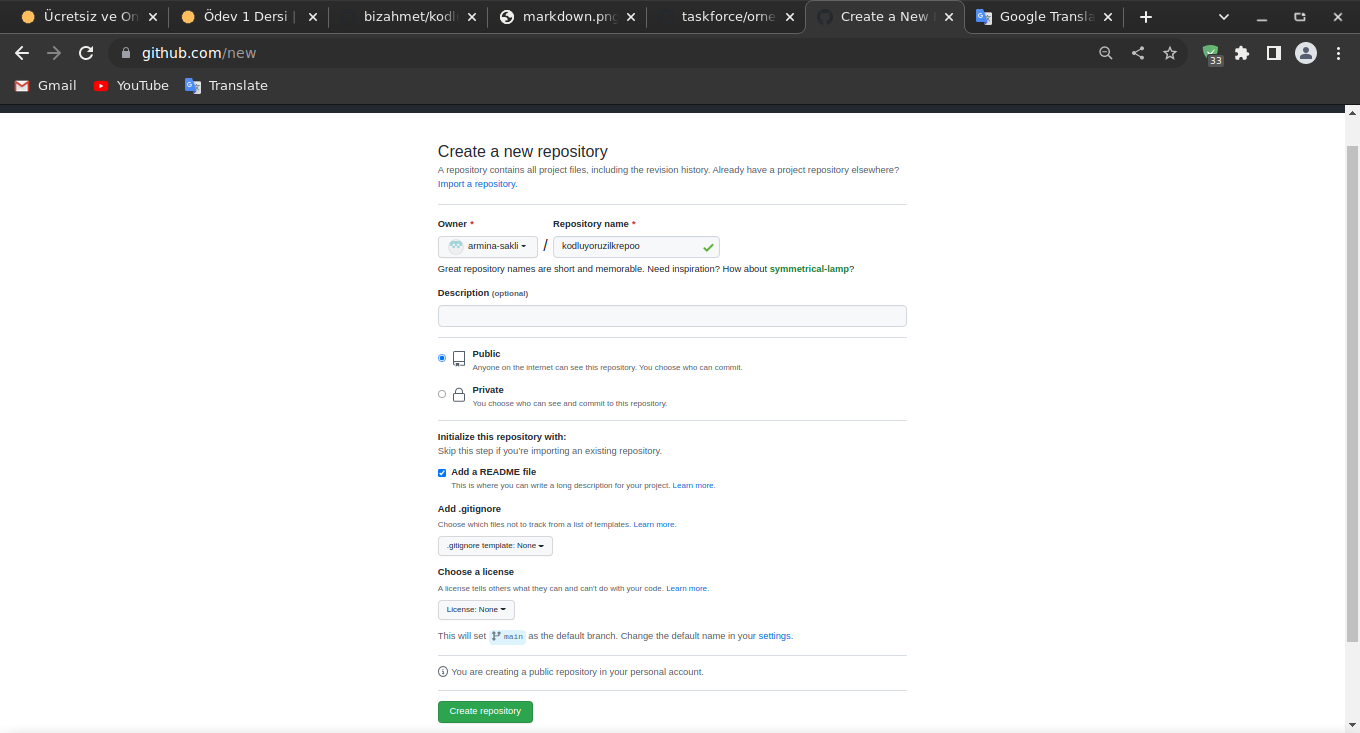 Ücretsiz ve On
Ödev 1 Dersi |
bizahmet/kodl
markdown.png
taskforce/orne
Create a New
Google Transla
github.com/new
33
Gmail
YouTube
Translate
Create a new repository
A repository contains all project files, including the revision history. Already have a project repository elsewhere?
Import a repository.
Owner * Repository name *
armina-sakli / kodluyoruzilkrepoo
Great repository names are short and memorable. Need inspiration? How about symmetrical-lamp?
Description (optional)
Public
Anyone on the internet can see this repository. You choose who can commit.
Private
You choose who can see and commit to this repository.
Initialize this repository with:
Skip this step if you're importing an existing repository.
Add a README file
This is where you can write a long description for your project. Learn more.
Add .gitignore
Choose which files not to track from a list of templates. Learn more.
.gitignore template: None
Choose a license
A license tells others what they can and can't do with your code. Learn more.
License: None
This will set main as the default branch. Change the default name in your settings.
You are creating a public repository in your personal account.
Create repository